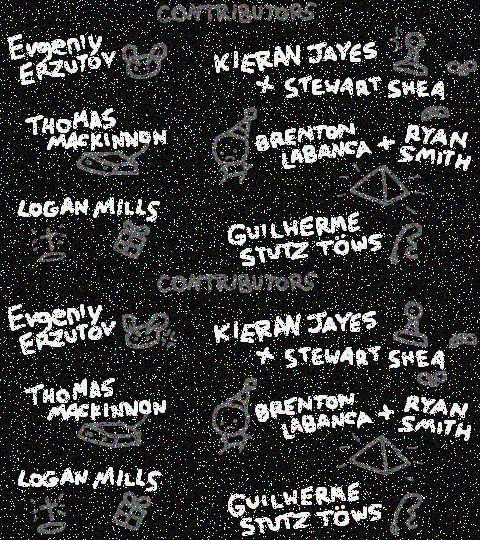 CONTRIBUTORS
Evgeniy
ERZUTOV
KIERAN JAYES
+ STEWART SHEA
THOMAS
MACKINNON
BRENTON
LABANCA + RYAN
SMITH
LOGAN MILLS
GUILHERME
STUTZ TÖWS
CONTRIBUTORS
Evgeniy
ERZUTOV
KIERAN JAYES
+ STEWART SHEA
THOMAS
MACKINNON
BRENTON
LABANCA + RYAN
SMITH
LOGAN MILLS
GUILHERME
STUTZ TÖWS